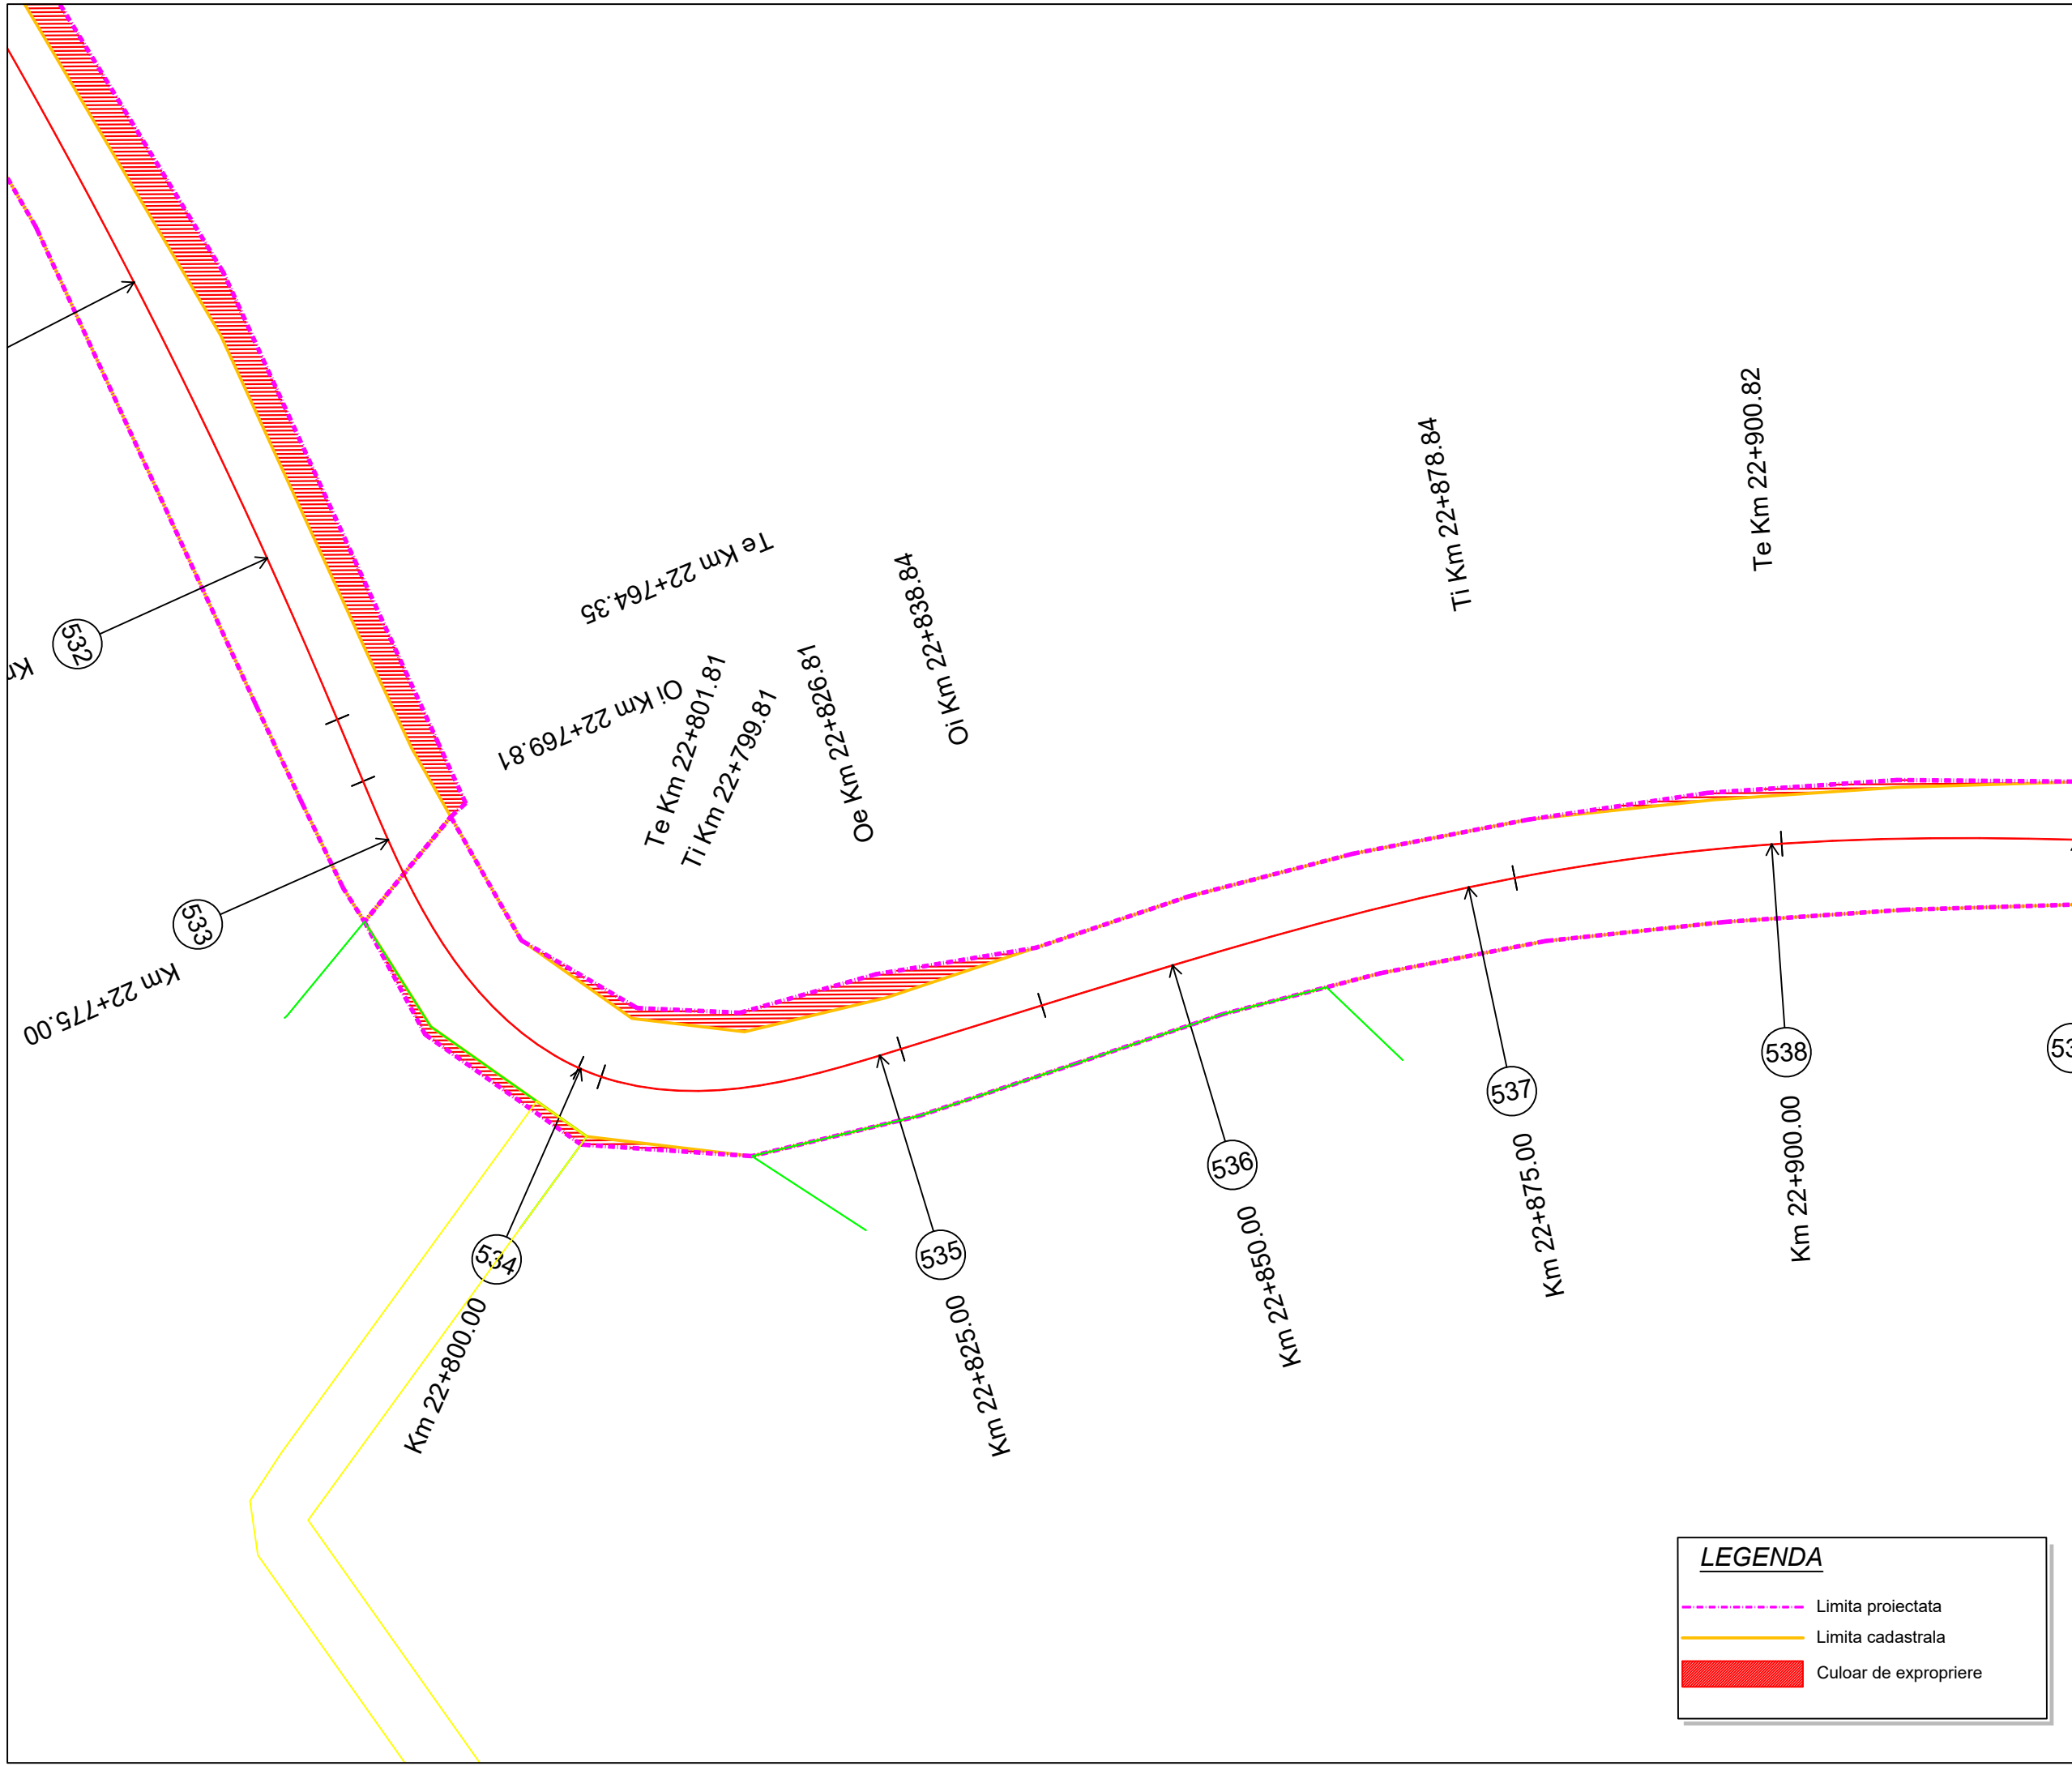 Te Km 22+900.82
Ti Km 22+878.84
Te Km 22+764.35
Oi Km 22+838.84
532
Oi Km 22+769.81
Te Km 22+801.81
Ti Km 22+799.81
Oe Km 22+826.81
533
Km 22+775.00
534
Km 22+800.00
535
Km 22+825.00
536
Km 22+850.00
537
Km 22+875.00
538
Km 22+900.00
LEGENDA
Limita proiectata
Limita cadastrala
Culoar de expropriere